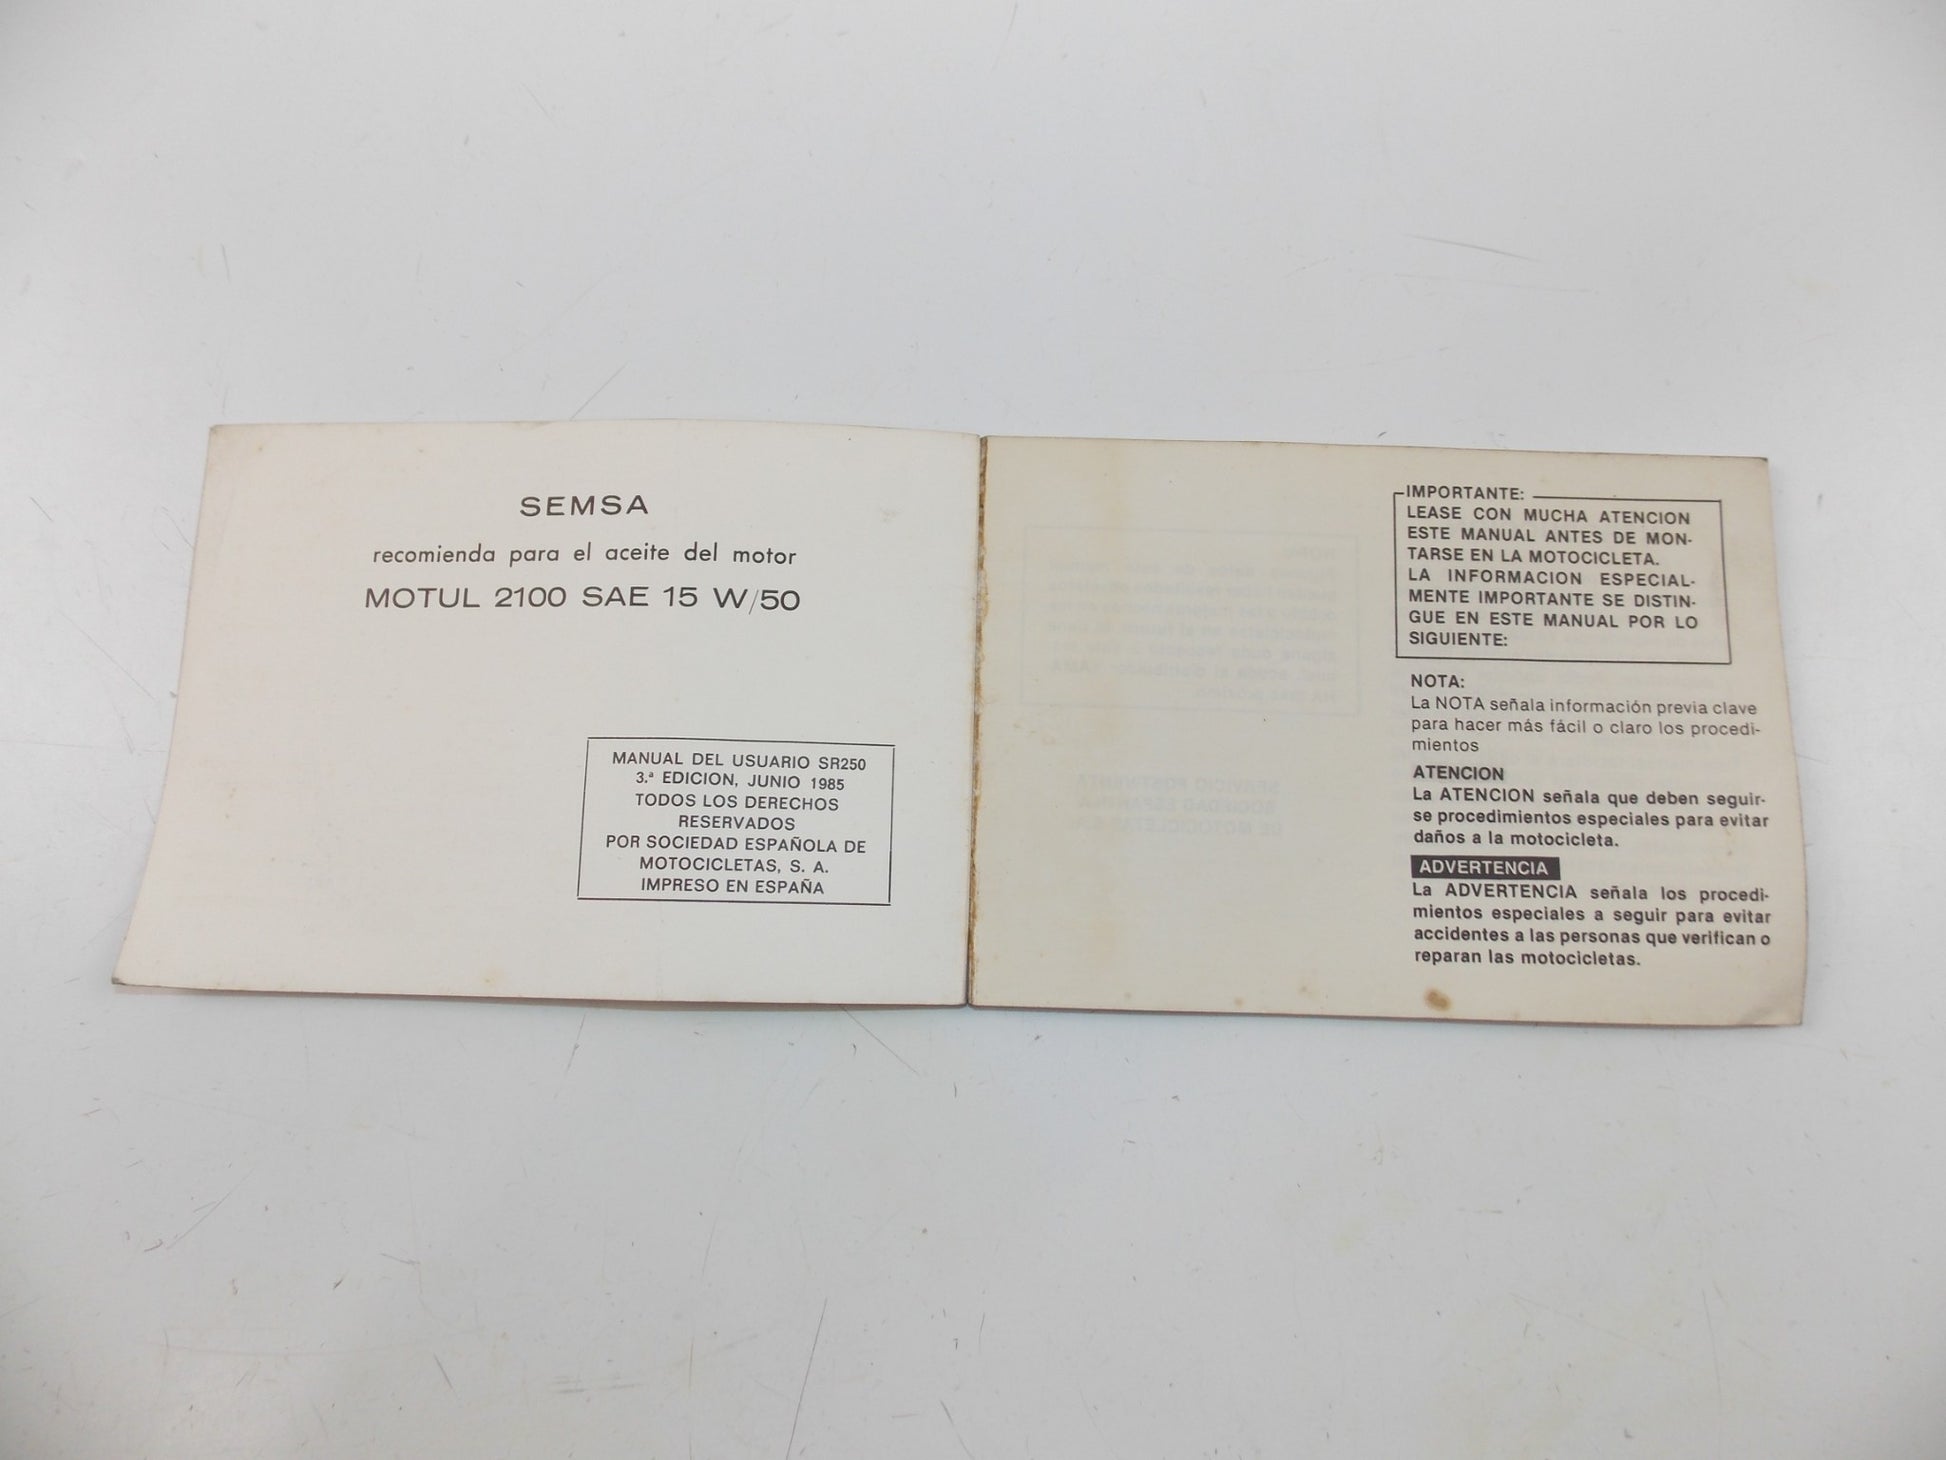 SEMSA
recomienda para el aceite del motor
MOTUL 2100 SAE 15 W/50
MANUAL DEL USUARIO SR250
3.ª EDICION, JUNIO 1985
TODOS LOS DERECHOS
RESERVADOS
POR SOCIEDAD ESPAÑOLA DE
MOTOCICLETAS, S. A.
IMPRESO EN ESPAÑA
IMPORTANTE:
LEASE CON MUCHA ATENCION
ESTE MANUAL ANTES DE MON-
TARSE EN LA MOTOCICLETA.
LA INFORMACION ESPECIAL-
MENTE IMPORTANTE SE DISTIN-
GUE EN ESTE MANUAL POR LO
SIGUIENTE:
NOTA:
La NOTA señala información previa clave
para hacer más fácil o claro los procedi-
mientos
ATENCION
La ATENCION señala que deben seguir-
se procedimientos especiales para evitar
daños a la motocicleta.
ADVERTENCIA
La ADVERTENCIA señala los procedi-
mientos especiales a seguir para evitar
accidentes a las personas que verifican o
reparan las motocicletas.